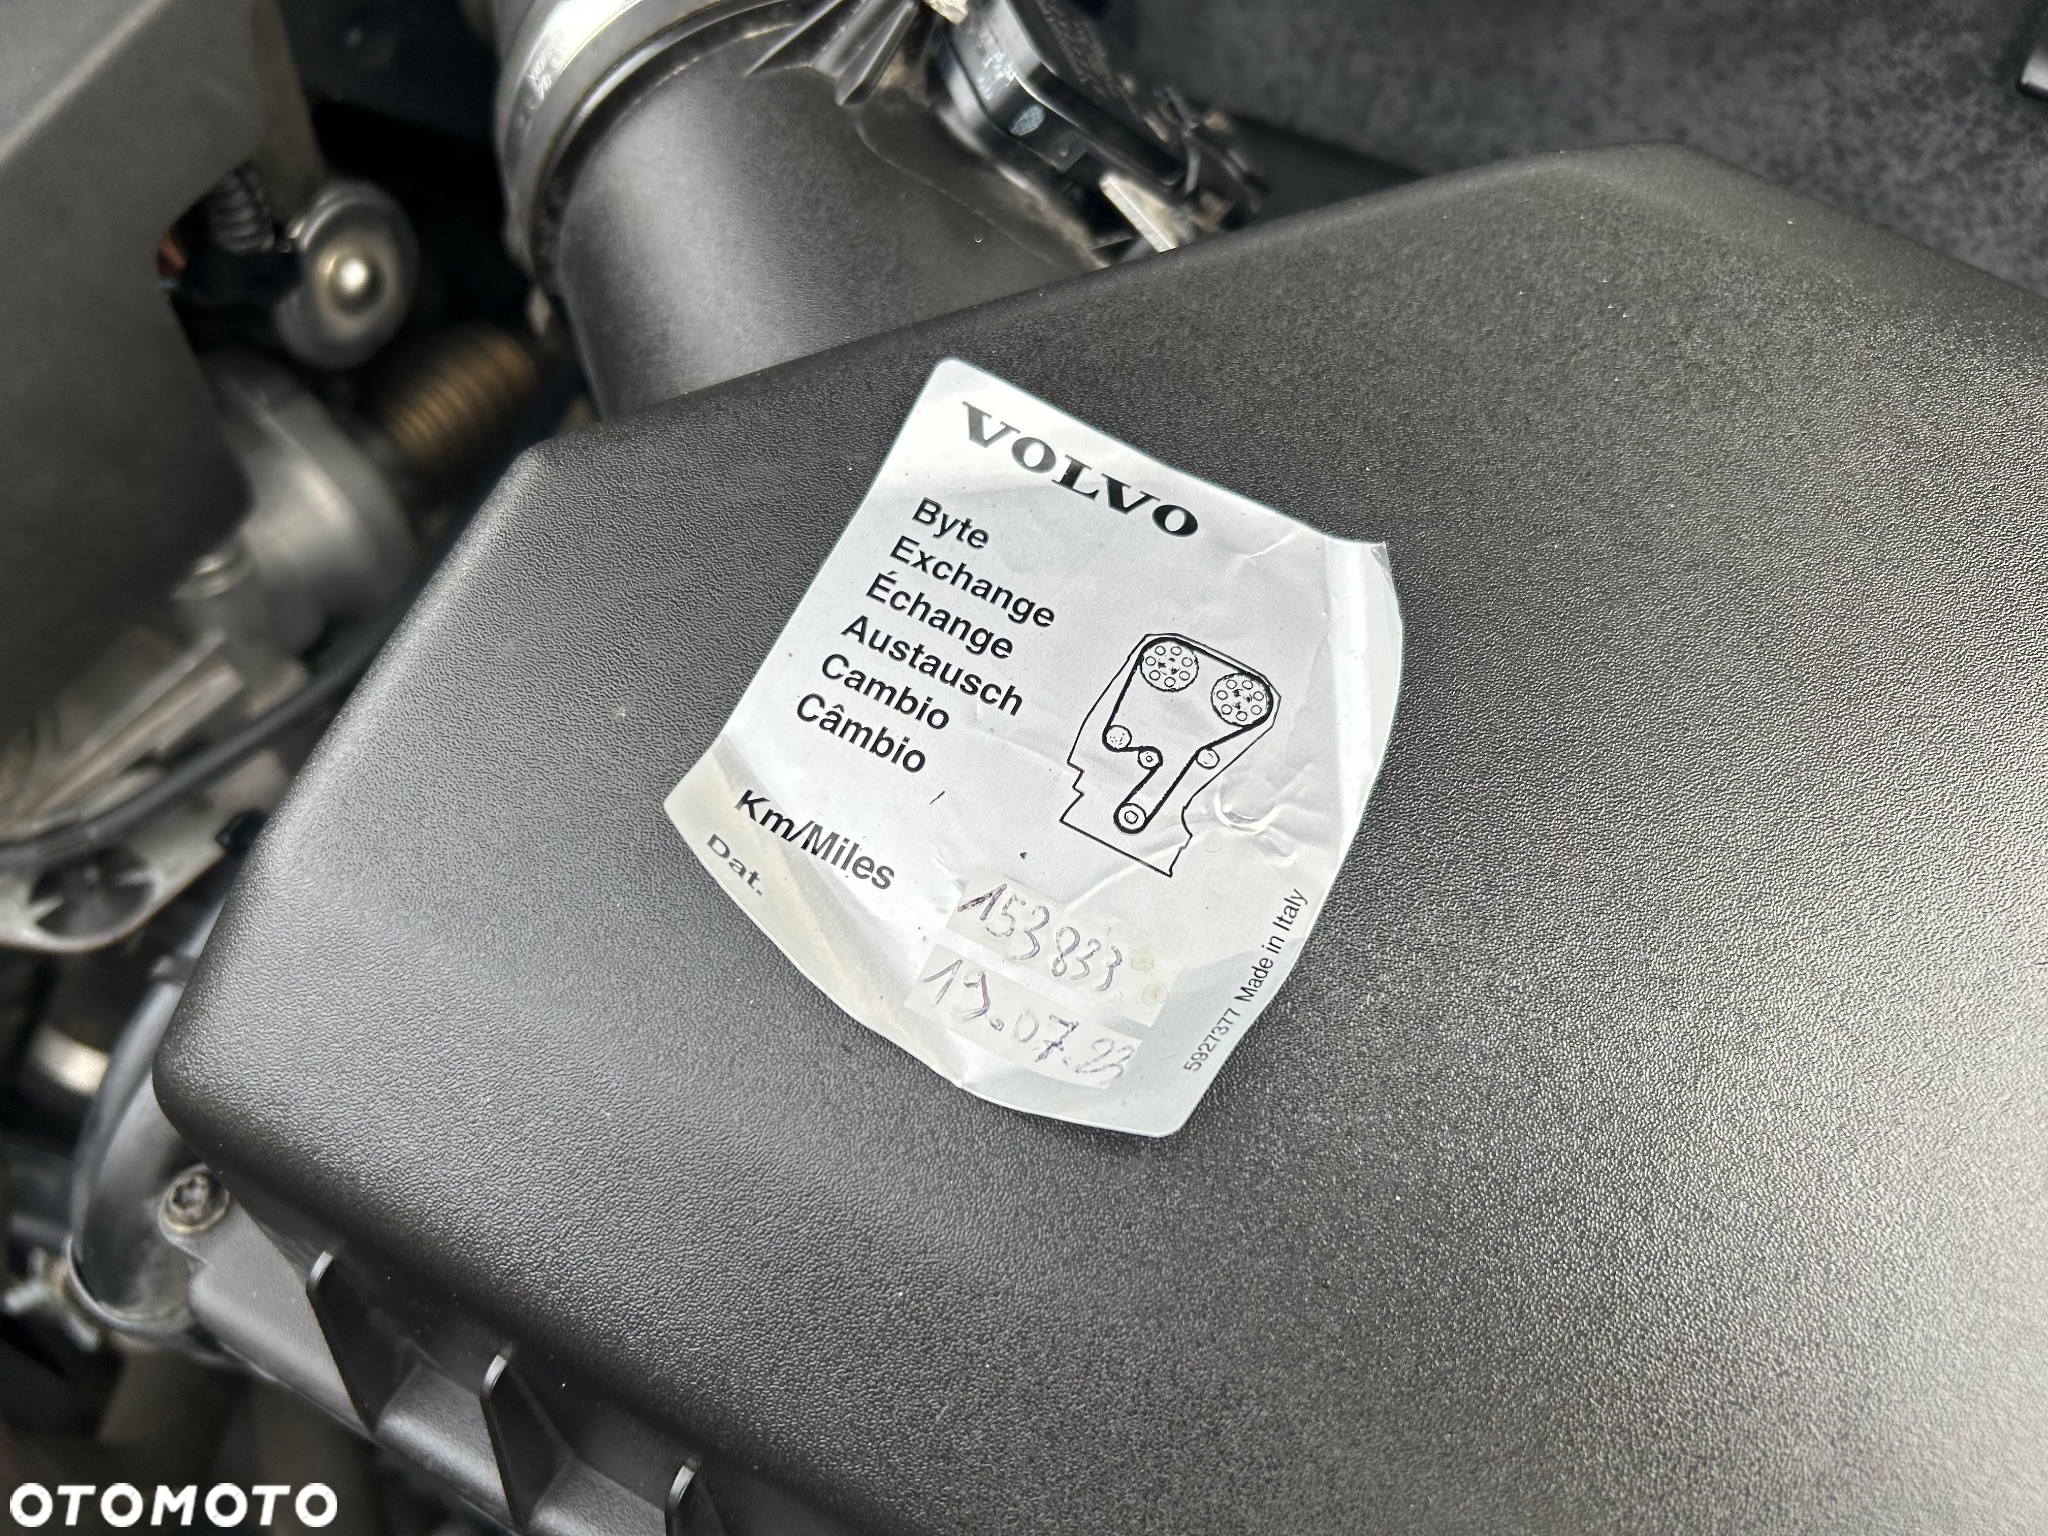 VOLVO
Byte
Exchange
Échange
Austausch
Cambio
Câmbio
Km/Miles
153833
Dat.
19.07.23
5927377 Made in Italy
OTOMOTO